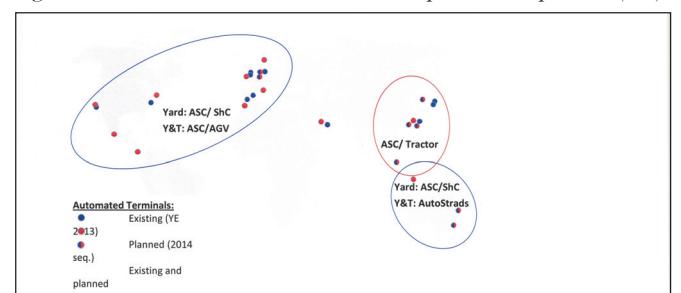 Yard: ASC/ ShC
Y&T: ASC/AGV
ASC/ Tractor
Yard: ASC/ShC
Y&T: AutoStrads
Automated Terminals:
Existing (YE
2013)
Planned (2014
seq.)
Existing and
planned